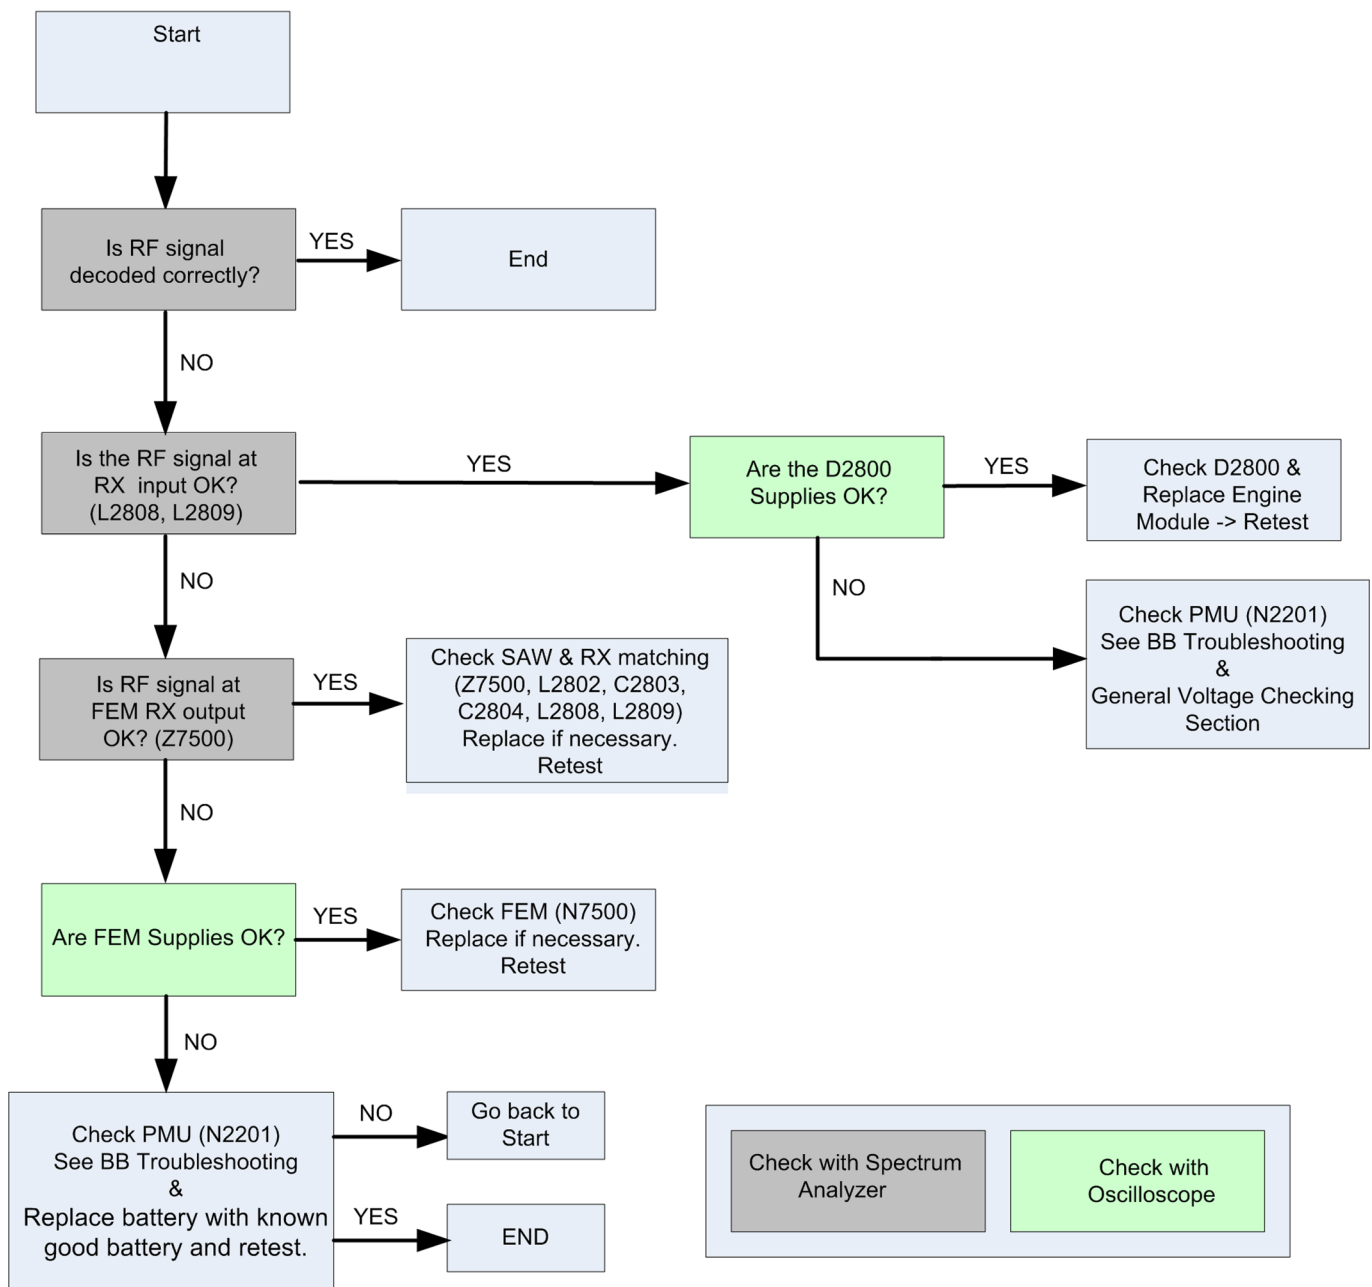 Start
Is RF signal
decoded correctly?
YES
End
NO
Is the RF signal at
RX input OK?
(L2808, L2809)
YES
Are the D2800
Supplies OK?
YES
Check D2800 &
Replace Engine
Module -> Retest
NO
Check PMU (N2201)
See BB Troubleshooting
&
General Voltage Checking
Section
NO
Is RF signal at
FEM RX output
OK? (Z7500)
YES
Check SAW & RX matching
(Z7500, L2802, C2803,
C2804, L2808, L2809)
Replace if necessary.
Retest
NO
Are FEM Supplies OK?
YES
Check FEM (N7500)
Replace if necessary.
Retest
NO
Check PMU (N2201)
See BB Troubleshooting
&
Replace battery with known
good battery and retest.
NO
Go back to
Start
YES
END
Check with Spectrum
Analyzer
Check with
Oscilloscope